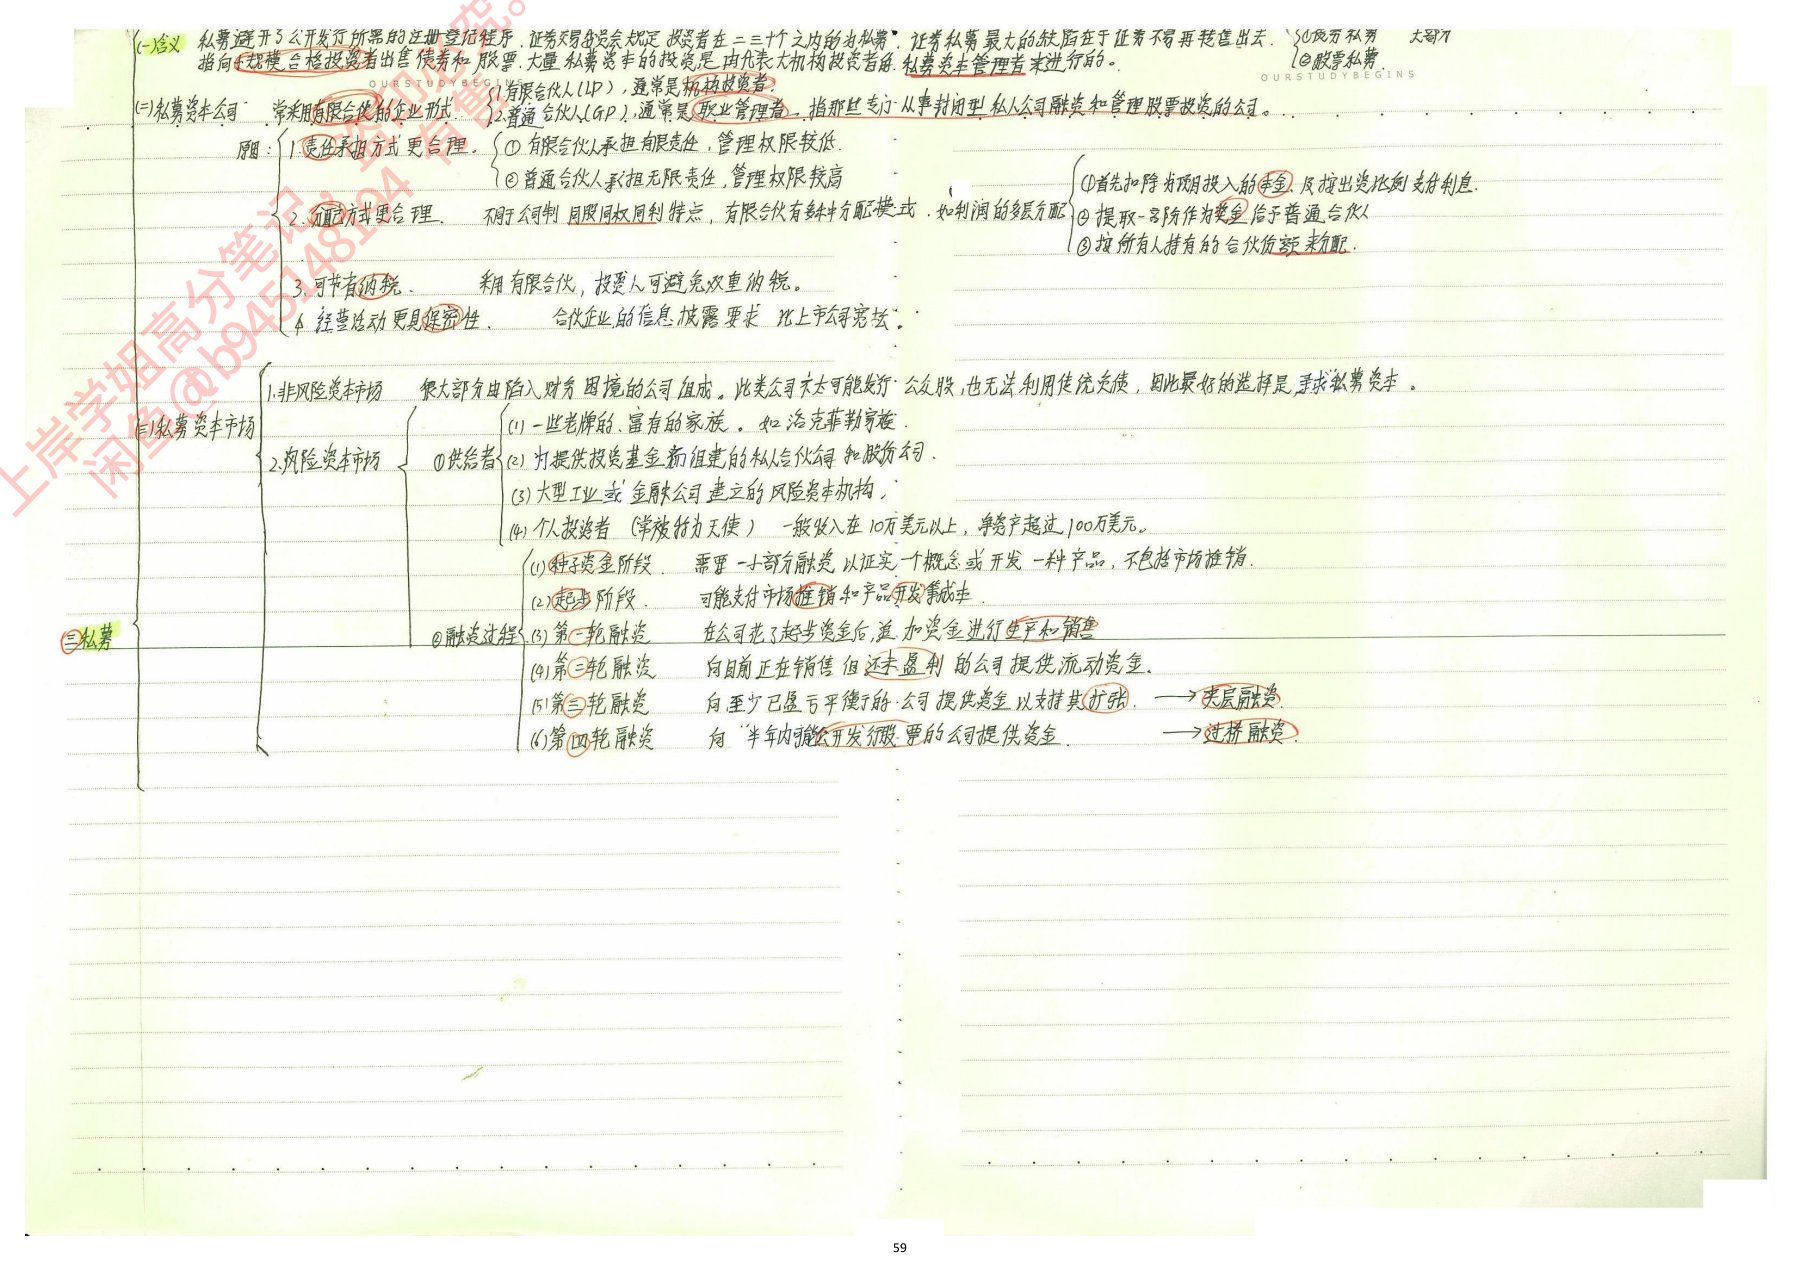 (一)含义 私募避开了公开发行所需的注册登记程序.证券交易委员会规定 投资者在二三十个之内的为私募.证券私募最大的缺陷在于证券不易再转售出去. ①债券私募 大部分
指向小规模合格投资者出售债券和股票.大量私募资本的投资是由代表大机构投资者的私募资本管理者来进行的。 ②股票私募.
OURSTUDYBEGINS
OURSTUDYBEGINS
1.有限合伙人(LP),通常是机构投资者.
(二)私募资本公司 常采用有限合伙的企业形式. 2.普通合伙人(GP),通常是职业管理者. 指那些专门从事封闭型私人公司融资和管理股票投资的公司。
原因: 1.责任承担方式更合理。 ①有限合伙人承担有限责任,管理权限较低.
②普通合伙人承担无限责任,管理权限较高
①首先扣除为项目投入的本金,及按出资比例支付利息.
2.分配方式更合理. 不同于公司制同股同权同利特点,有限合伙有多种分配模式.如利润的多层分配
②提取一部分作为奖金给予普通合伙人
③按所有人持有的合伙份额来分配.
3.可节省纳税. 采用有限合伙,投资人可避免双重纳税。
4.经营活动更具保密性. 合伙企业的信息披露要求比上市公司宽松。
1.非风险资本市场 很大部分由陷入财务困境的公司组成。此类公司不太可能发行公众股,也无法利用传统负债,因此最好的选择是寻求私募资本。
(三)私募资本市场
(1)一些老牌的、富有的家族。如洛克菲勒家族.
2.风险资本市场 ①供给者 (2)为提供投资基金而组建的私人合伙公司和股份公司.
(3)大型工业或金融公司建立的风险资本机构.
(4)个人投资者(常被称为天使) 一般收入在10万美元以上,净资产超过100万美元。
(1)种子资金阶段. 需要一小部分融资以证实一个概念或开发一种产品,不包括市场推销.
(2)起步阶段. 可能支付市场推销和产品开发等成本.
三私募
②融资过程 (3)第一轮融资 在公司花了起步资金后,追加资金进行生产和销售
(4)第二轮融资 向目前正在销售但还未盈利的公司提供流动资金.
(5)第三轮融资 向至少已盈亏平衡的公司提供资金以支持其扩张. →夹层融资.
(6)第四轮融资 向半年内可能公开发行股票的公司提供资金. →过桥融资.
上岸学姐高分笔记
闲鱼@b945148194
59